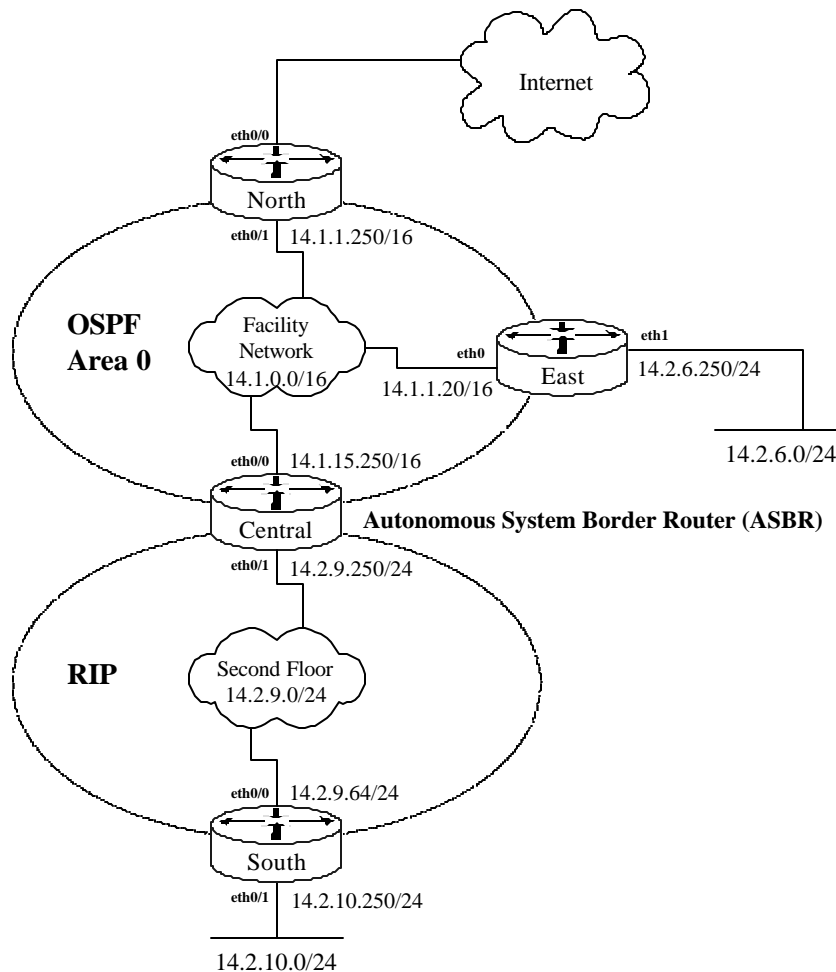 Internet
eth0/0
North
eth0/1
14.1.1.250/16
OSPF
Area 0
Facility
Network
14.1.0.0/16
eth0
eth1
East
14.1.1.20/16
14.2.6.250/24
14.2.6.0/24
eth0/0
14.1.15.250/16
Central
Autonomous System Border Router (ASBR)
eth0/1
14.2.9.250/24
RIP
Second Floor
14.2.9.0/24
eth0/0
14.2.9.64/24
South
eth0/1
14.2.10.250/24
14.2.10.0/24